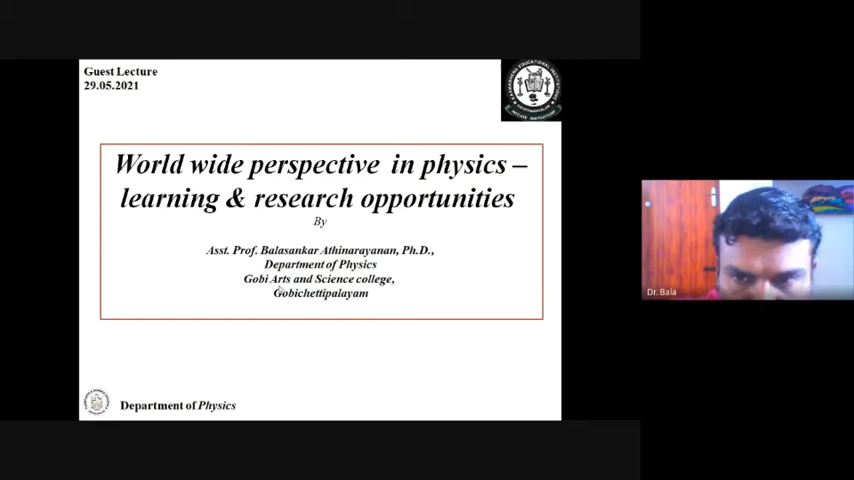 Guest Lecture
29.05.2021
World wide perspective in physics –
learning & research opportunities
By
Asst. Prof. Balasankar Athinarayanan, Ph.D.,
Department of Physics
Gobi Arts and Science college,
Gobichettipalayam
Department of Physics
Dr. Bala